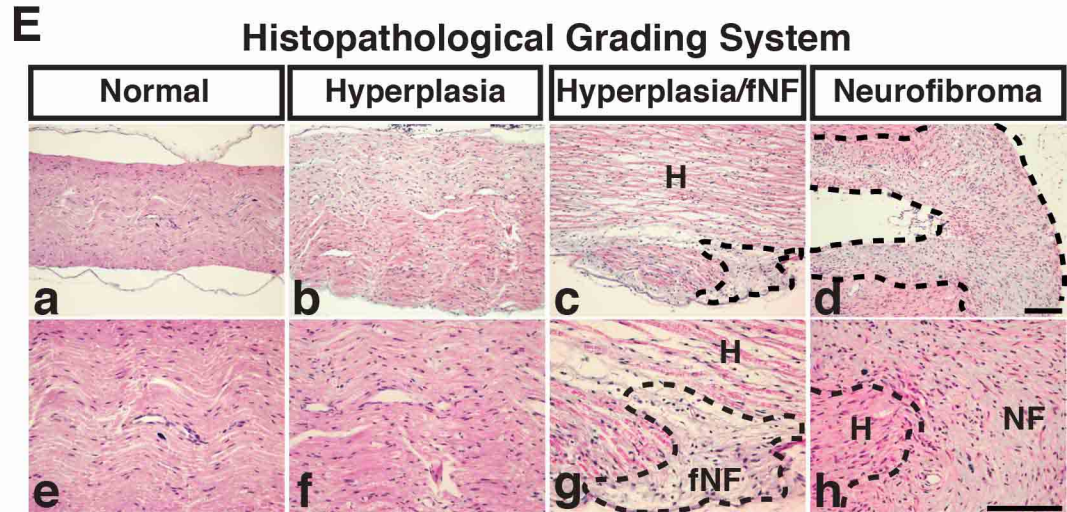 E
Histopathological Grading System
Normal Hyperplasia Hyperplasia/fNF Neurofibroma
H
a b c d
H
H NF
fNF
e f g h